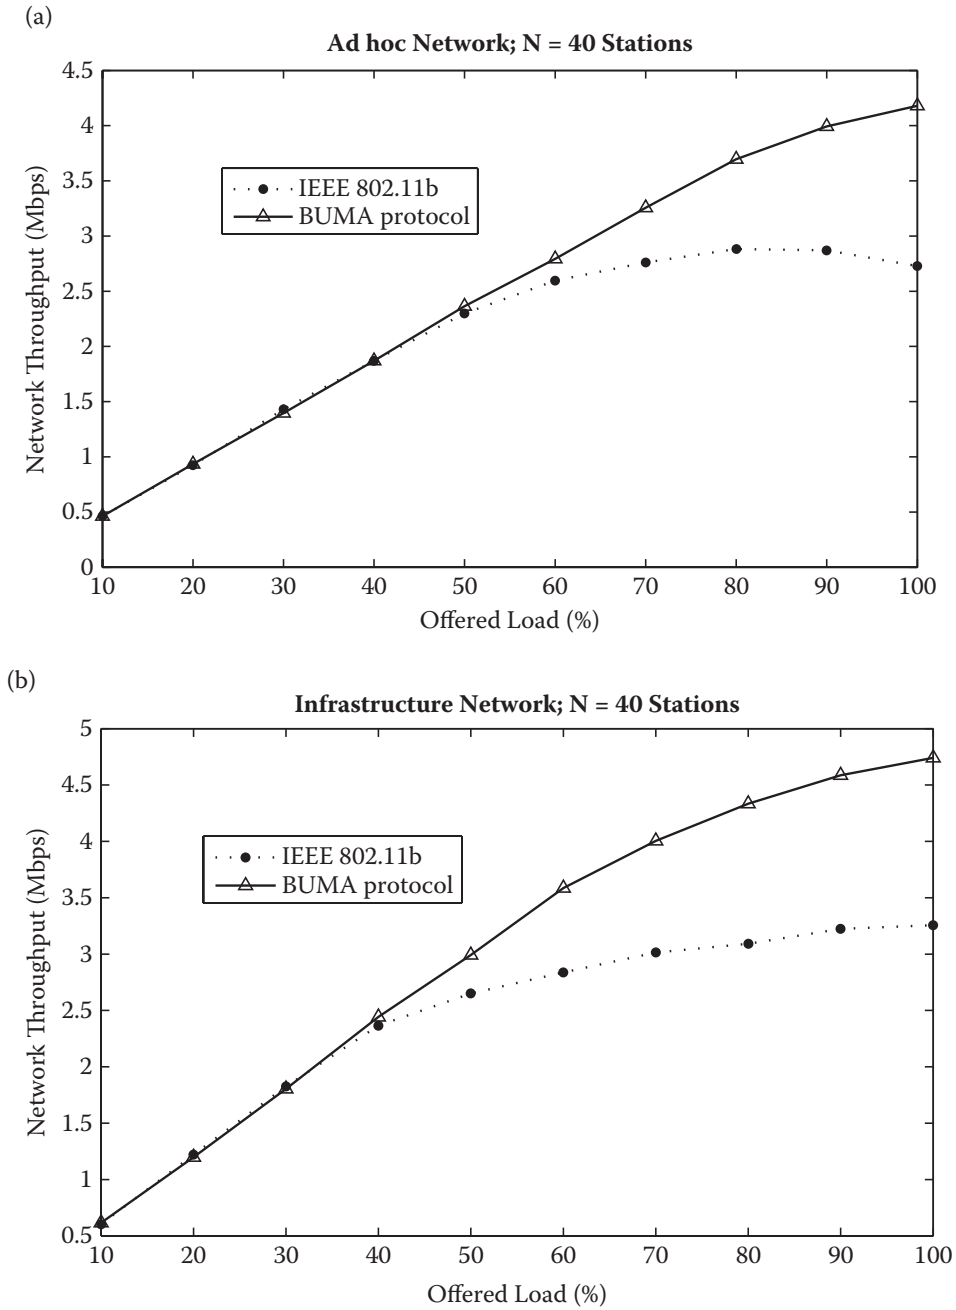 (a)
Ad hoc Network; N = 40 Stations
4.5
4
3.5
3
2.5
2
1.5
1
0.5
0
Network Throughput (Mbps)
IEEE 802.11b
BUMA protocol
10 20 30 40 50 60 70 80 90 100
Offered Load (%)
(b)
Infrastructure Network; N = 40 Stations
5
4.5
4
3.5
3
2.5
2
1.5
1
0.5
Network Throughput (Mbps)
IEEE 802.11b
BUMA protocol
10 20 30 40 50 60 70 80 90 100
Offered Load (%)